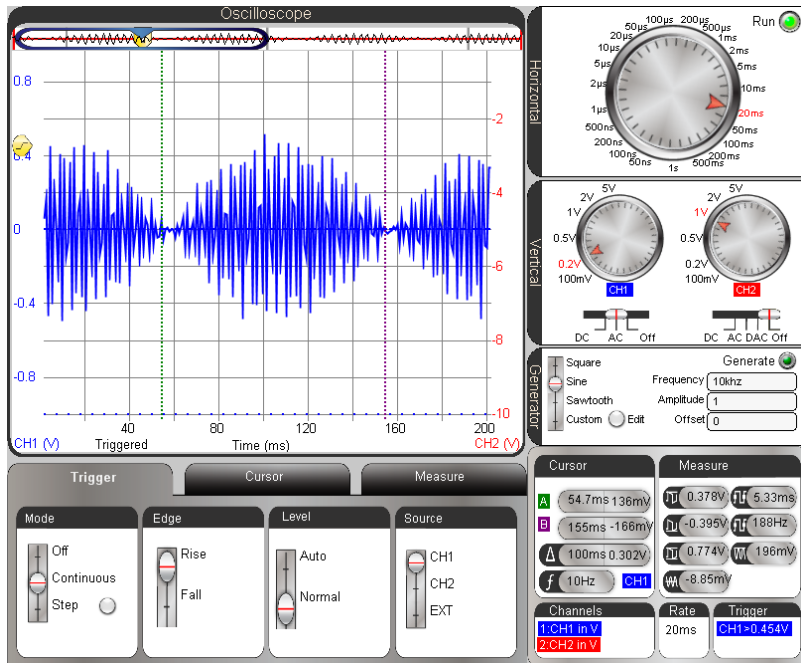 Oscilloscope
0.8
0.4
0
-0.4
-0.8
-2
-4
-6
-8
-10
40 80 120 160 200
CH1 (V) Triggered Time (ms) CH2 (V)
Horizontal
Run
50µs 100µs 200µs 500µs
20µs 1ms
10µs 2ms
5µs 5ms
2µs 10ms
1µs 20ms
500ns 50ms
200ns 100ms
100ns 200ms
50ns 1s 500ms
Vertical
2V 5V
1V
0.5V
0.2V
100mV
CH1
DC AC Off
2V 5V
1V
0.5V
0.2V
100mV
CH2
DC AC DAC Off
Generator
Square
Sine
Sawtooth
Custom Edit
Generate
Frequency 10khz
Amplitude 1
Offset 0
Trigger Cursor Measure
Mode
Off
Continuous
Step
Edge
Rise
Fall
Level
Auto
Normal
Source
CH1
CH2
EXT
Cursor
A 54.7ms 136mV
B 155ms -166mV
Δ 100ms 0.302V
f 10Hz CH1
Measure
0.378V 5.33ms
-0.395V 188Hz
0.774V 196mV
-8.85mV
Channels
1:CH1 in V
2:CH2 in V
Rate
20ms
Trigger
CH1>0.454V